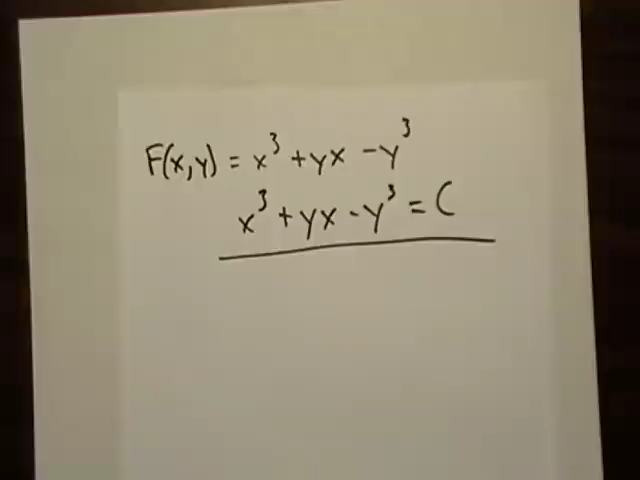 F(x,y) = x³ + yx - y³
x³ + yx - y³ = C